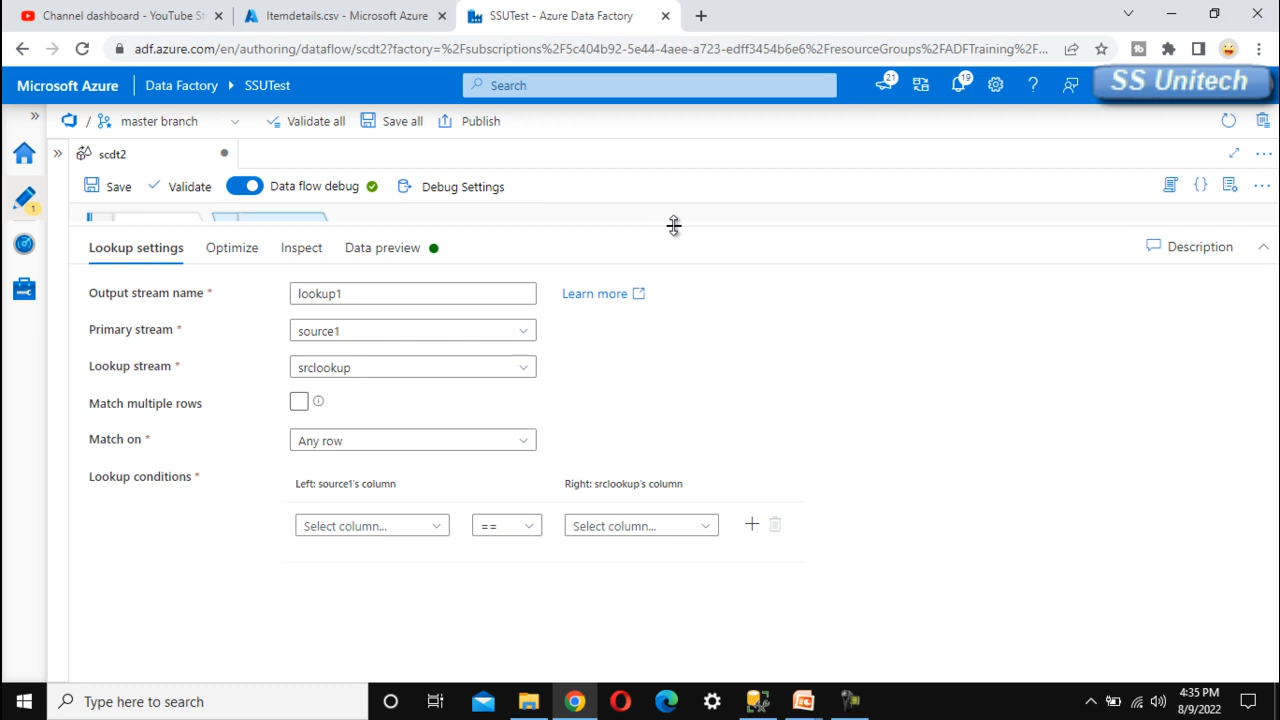 Channel dashboard - YouTube St
Itemdetails.csv - Microsoft Azure
SSUTest - Azure Data Factory
adf.azure.com/en/authoring/dataflow/scdt2?factory=%2Fsubscriptions%2F5c404b92-5e44-4aee-a723-edff3454b6e6%2FresourceGroups%2FADFTraining%2F...
Microsoft Azure
Data Factory
SSUTest
Search
21
19
SS Unitech
/
master branch
Validate all
Save all
Publish
scdt2
Save
Validate
Data flow debug
Debug Settings
1
Lookup settings
Optimize
Inspect
Data preview
Description
Output stream name *
lookup1
Learn more
Primary stream *
source1
Lookup stream *
srclookup
Match multiple rows
Match on *
Any row
Lookup conditions *
Left: source1's column
Right: srclookup's column
Select column...
==
Select column...
Type here to search
4:35 PM
8/9/2022